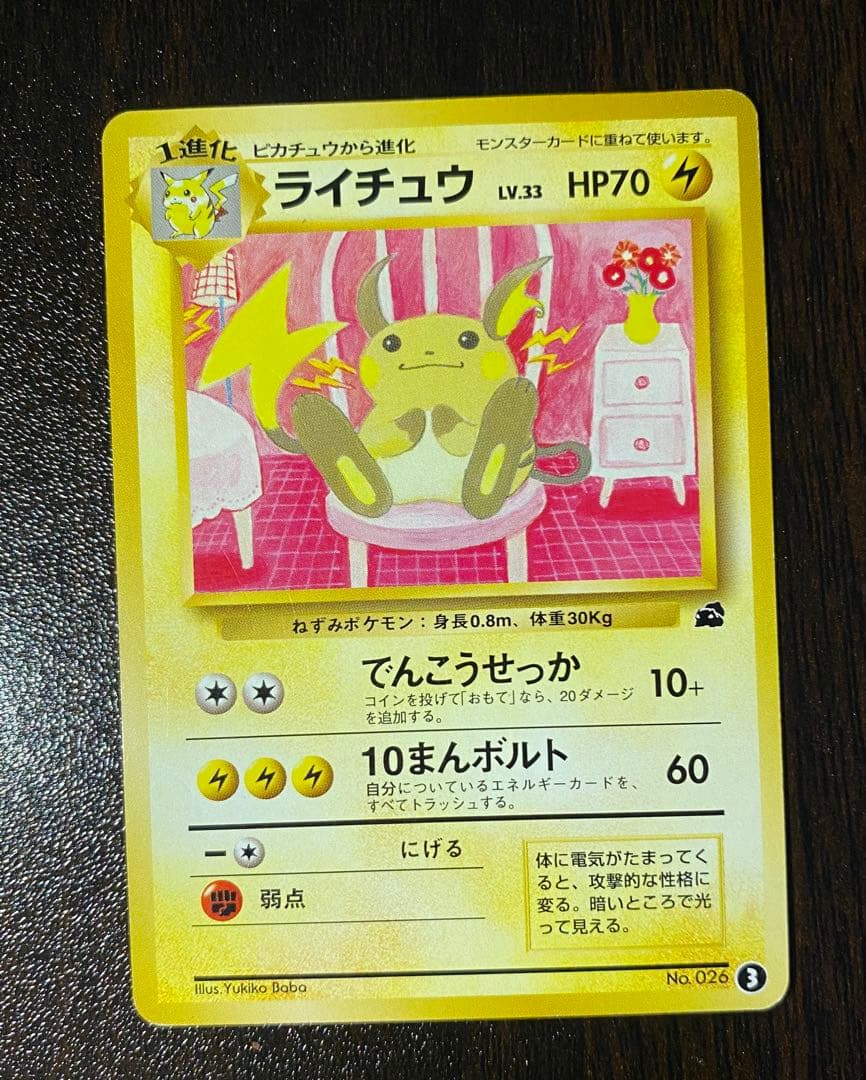 1進化 ピカチュウから進化 モンスターカードに重ねて使います。
ライチュウ LV.33 HP70
ねずみポケモン：身長0.8m、体重30Kg
でんこうせっか 10+
コインを投げて「おもて」なら、20ダメージ
を追加する。
10まんボルト 60
自分についているエネルギーカードを、
すべてトラッシュする。
− にげる
弱点
体に電気がたまってく
ると、攻撃的な性格に
変る。暗いところで光
って見える。
Illus.Yukiko Baba No. 026 3